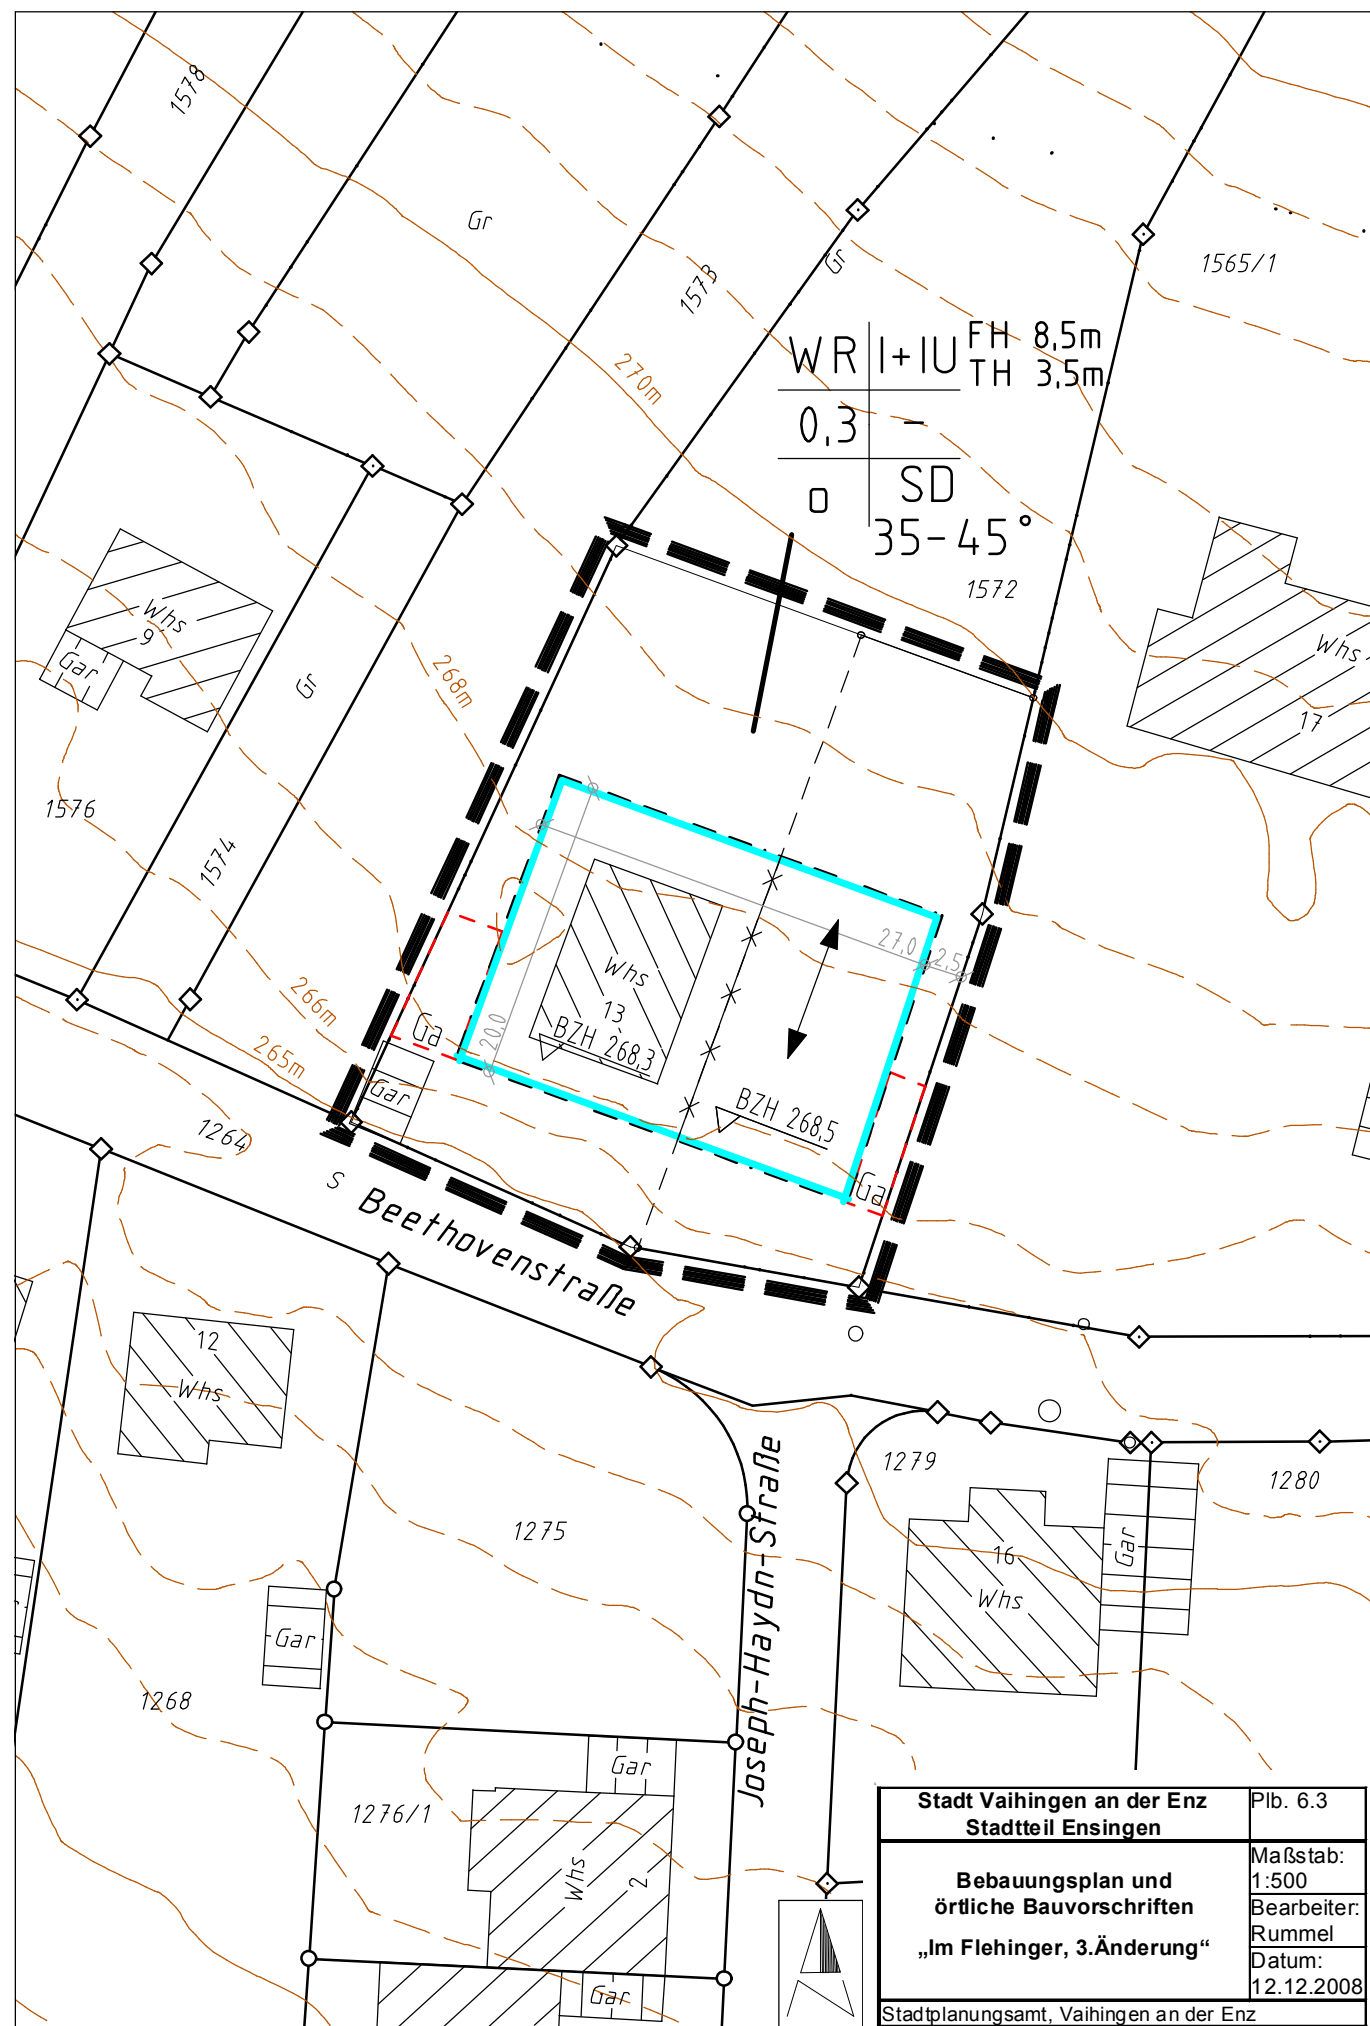 1578
Gr
1573
Gr
1565/1
270m
WR I+IU FH 8,5m
TH 3,5m
0,3 -
o SD
35-45°
1572
Whs
9
Gar
Gr
268m
Whs
17
1576
1574
27.0 2.5
Whs
13
20.0
BZH 268,3
266m
265m
Ga
Gar
BZH 268,5
Ga
1264
S Beethovenstraße
12
Whs
1279
1280
1275
Joseph-Haydn-Straße
16
Whs
Gar
Gar
1268
Gar
1276/1
Whs
2
Gar
Stadt Vaihingen an der Enz
Stadtteil Ensingen
Plb. 6.3
Bebauungsplan und
örtliche Bauvorschriften
„Im Flehinger, 3.Änderung“
Maßstab:
1:500
Bearbeiter:
Rummel
Datum:
12.12.2008
Stadtplanungsamt, Vaihingen an der Enz